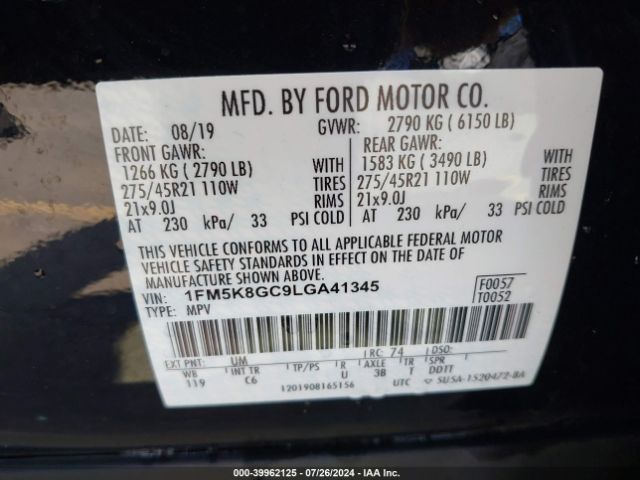 MFD. BY FORD MOTOR CO.
DATE: 08/19 GVWR: 2790 KG ( 6150 LB)
FRONT GAWR: REAR GAWR:
1266 KG ( 2790 LB) WITH 1583 KG ( 3490 LB) WITH
275/45R21 110W TIRES 275/45R21 110W TIRES
21x9.0J RIMS 21x9.0J RIMS
AT 230 kPa/ 33 PSI COLD AT 230 kPa/ 33 PSI COLD
THIS VEHICLE CONFORMS TO ALL APPLICABLE FEDERAL MOTOR
VEHICLE SAFETY STANDARDS IN EFFECT ON THE DATE OF
MANUFACTURE SHOWN ABOVE.
VIN: 1FM5K8GC9LGA41345 F0057
TYPE: MPV T0052
EXT PNT: UM RC: 74 DSO:
WB INT TR TP/PS R AXLE TR SPR
119 C6 U 3B T DDTT
1201908165156 UTC SUSA-1520472-BA
000-39962125 | 07/26/2024 | IAA Inc.